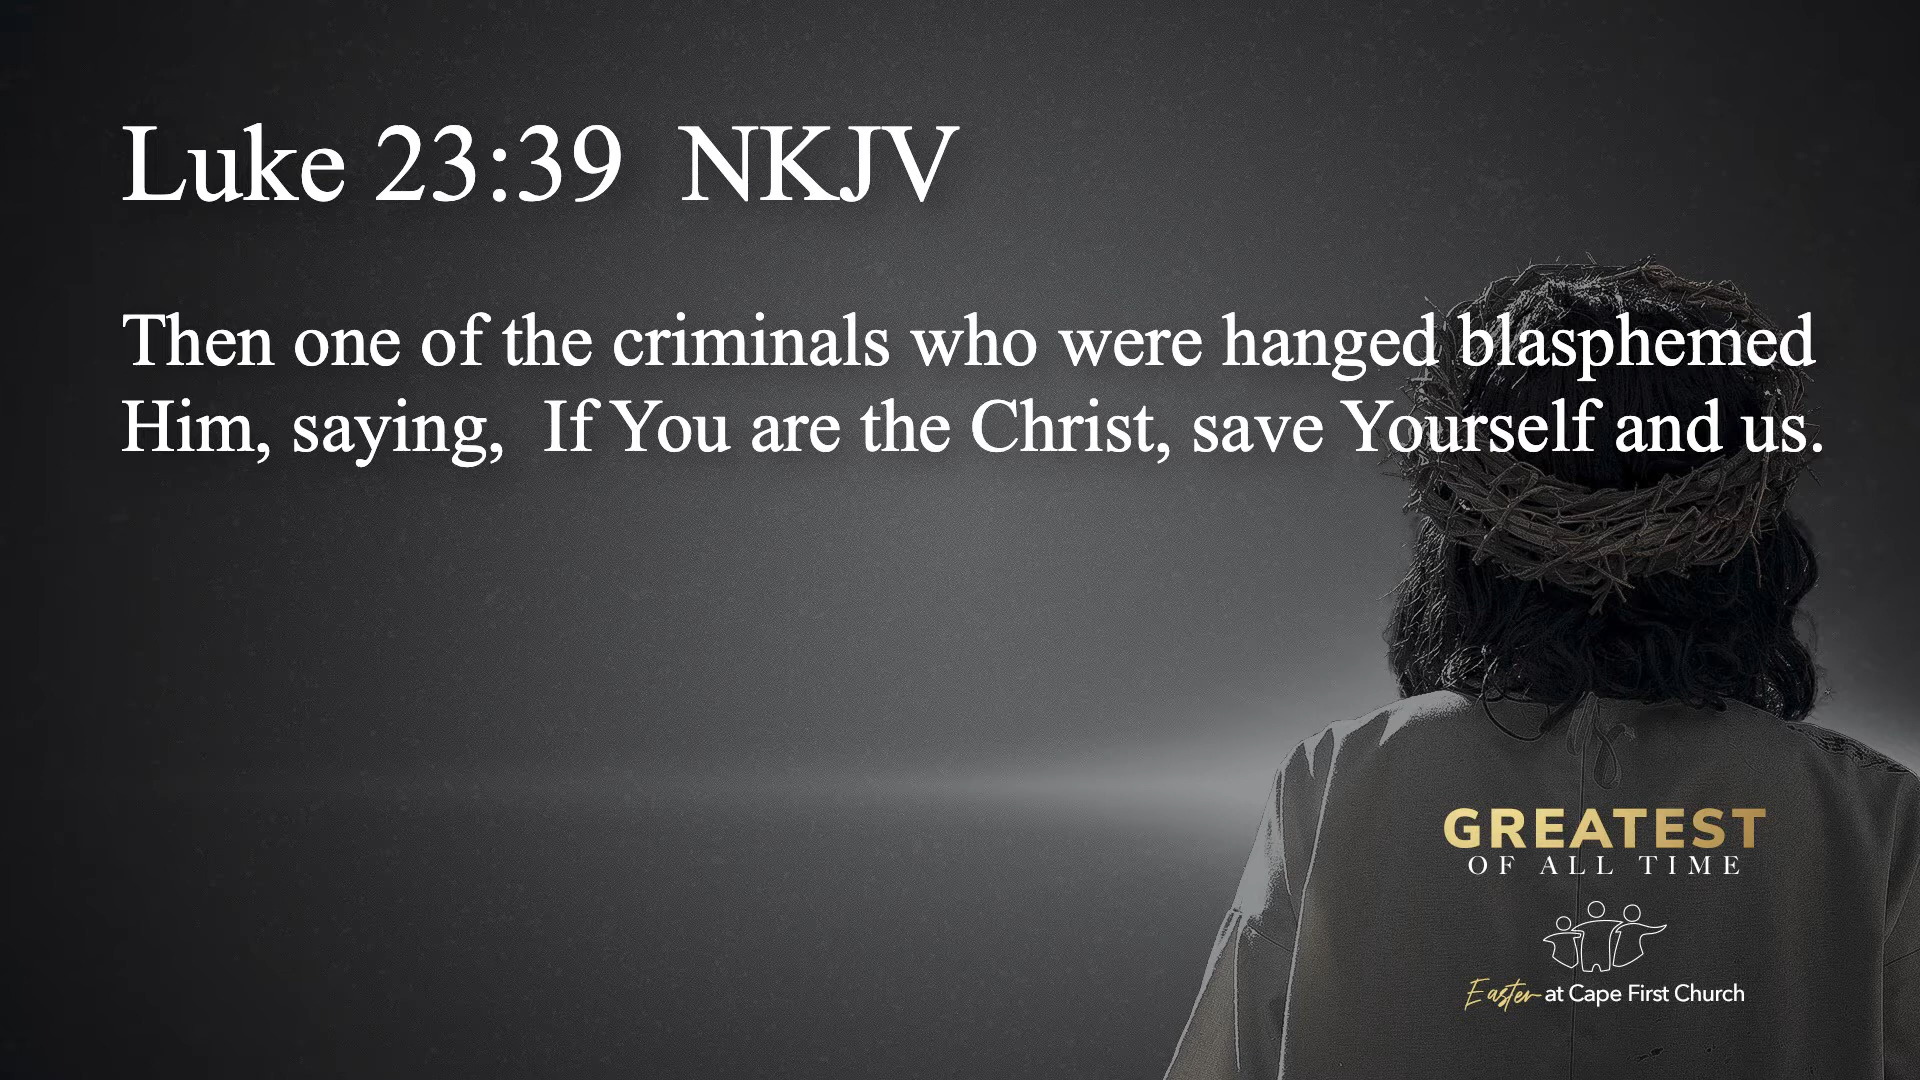 Luke 23:39  NKJV
Then one of the criminals who were hanged blasphemed
Him, saying,  If You are the Christ, save Yourself and us.
GREATEST
OF ALL TIME
Easter at Cape First Church